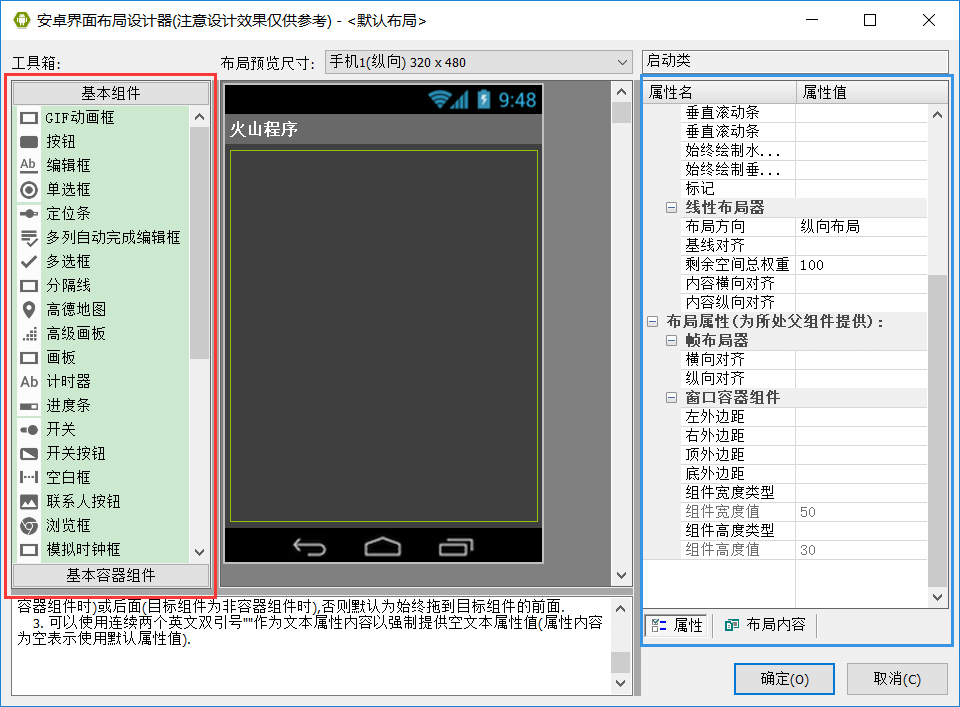 安卓界面布局设计器(注意设计效果仅供参考) - <默认布局>
工具箱:
布局预览尺寸:
手机1(纵向) 320 x 480
启动类
基本组件
GIF动画框
按钮
编辑框
单选框
定位条
多列自动完成编辑框
多选框
分隔线
高德地图
高级画板
画板
计时器
进度条
开关
开关按钮
空白框
联系人按钮
浏览框
模拟时钟框
基本容器组件
Ab
Ab
9:48
火山程序
属性名 属性值
垂直滚动条
垂直滚动条
始终绘制水...
始终绘制垂...
标记
线性布局器
布局方向 纵向布局
基线对齐
剩余空间总权重 100
内容横向对齐
内容纵向对齐
布局属性(为所处父组件提供):
帧布局器
横向对齐
纵向对齐
窗口容器组件
左外边距
右外边距
顶外边距
底外边距
组件宽度类型
组件宽度值 50
组件高度类型
组件高度值 30
属性 布局内容
容器组件时)或后面(目标组件为非容器组件时),否则默认为始终拖到目标组件的前面.
3. 可以使用连续两个英文双引号""作为文本属性内容以强制提供空文本属性值(属性内容
为空表示使用默认属性值).
确定(O) 取消(C)